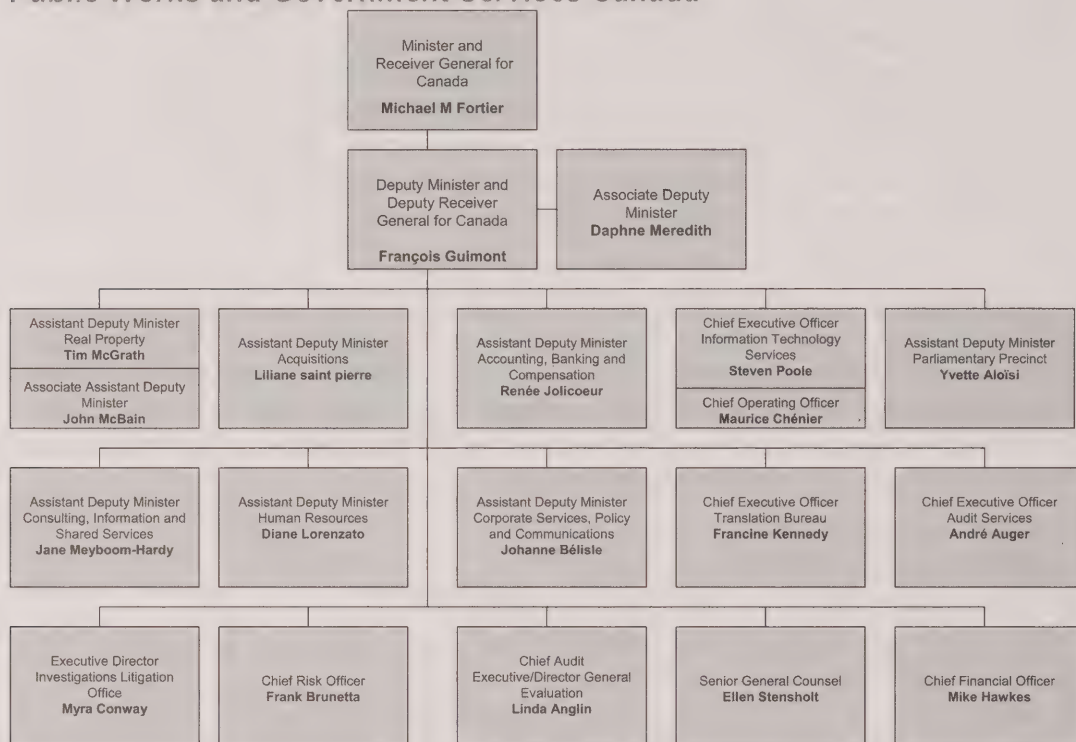 Public Works and Government Services Canada
Minister and
Receiver General for
Canada
Michael M Fortier
Deputy Minister and
Deputy Receiver
General for Canada
François Guimont
Associate Deputy
Minister
Daphne Meredith
Assistant Deputy Minister
Real Property
Tim McGrath
Associate Assistant Deputy
Minister
John McBain
Assistant Deputy Minister
Acquisitions
Liliane saint pierre
Assistant Deputy Minister
Accounting, Banking and
Compensation
Renée Jolicoeur
Chief Executive Officer
Information Technology
Services
Steven Poole
Chief Operating Officer
Maurice Chénier
Assistant Deputy Minister
Parliamentary Precinct
Yvette Aloïsi
Assistant Deputy Minister
Consulting, Information and
Shared Services
Jane Meyboom-Hardy
Assistant Deputy Minister
Human Resources
Diane Lorenzato
Assistant Deputy Minister
Corporate Services, Policy
and Communications
Johanne Bélisle
Chief Executive Officer
Translation Bureau
Francine Kennedy
Chief Executive Officer
Audit Services
André Auger
Executive Director
Investigations Litigation
Office
Myra Conway
Chief Risk Officer
Frank Brunetta
Chief Audit
Executive/Director General
Evaluation
Linda Anglin
Senior General Counsel
Ellen Stensholt
Chief Financial Officer
Mike Hawkes